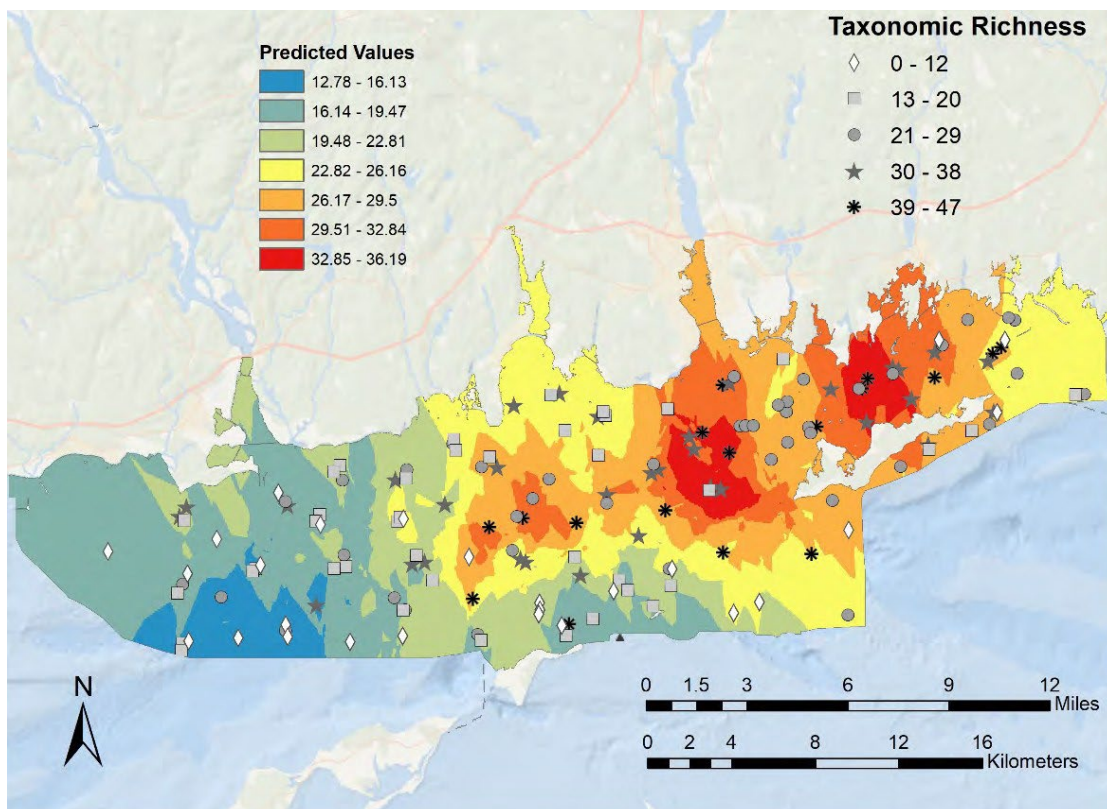 Predicted Values
12.78 - 16.13
16.14 - 19.47
19.48 - 22.81
22.82 - 26.16
26.17 - 29.5
29.51 - 32.84
32.85 - 36.19
Taxonomic Richness
0 - 12
13 - 20
21 - 29
30 - 38
39 - 47
N
0 1.5 3 6 9 12
Miles
0 2 4 8 12 16
Kilometers